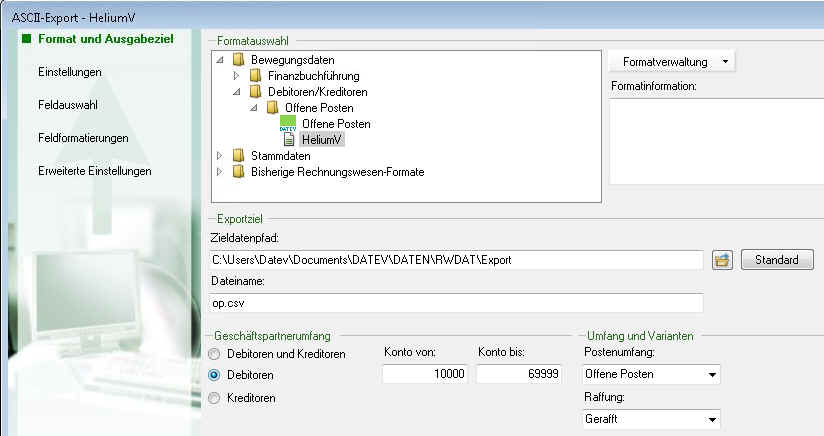 ASCII-Export - HeliumV
Format und Ausgabeziel
Einstellungen
Feldauswahl
Feldformatierungen
Erweiterte Einstellungen
Formatauswahl
Bewegungsdaten
Finanzbuchführung
Debitoren/Kreditoren
Offene Posten
DATEV Offene Posten
HeliumV
Stammdaten
Bisherige Rechnungswesen-Formate
Formatverwaltung
Formatinformation:
Exportziel
Zieldatenpfad:
C:\Users\Datev\Documents\DATEV\DATEN\RWDAT\Export
Standard
Dateiname:
op.csv
Geschäftspartnerumfang
Debitoren und Kreditoren
Debitoren
Kreditoren
Konto von: Konto bis:
10000 69999
Umfang und Varianten
Postenumfang:
Offene Posten
Raffung:
Gerafft